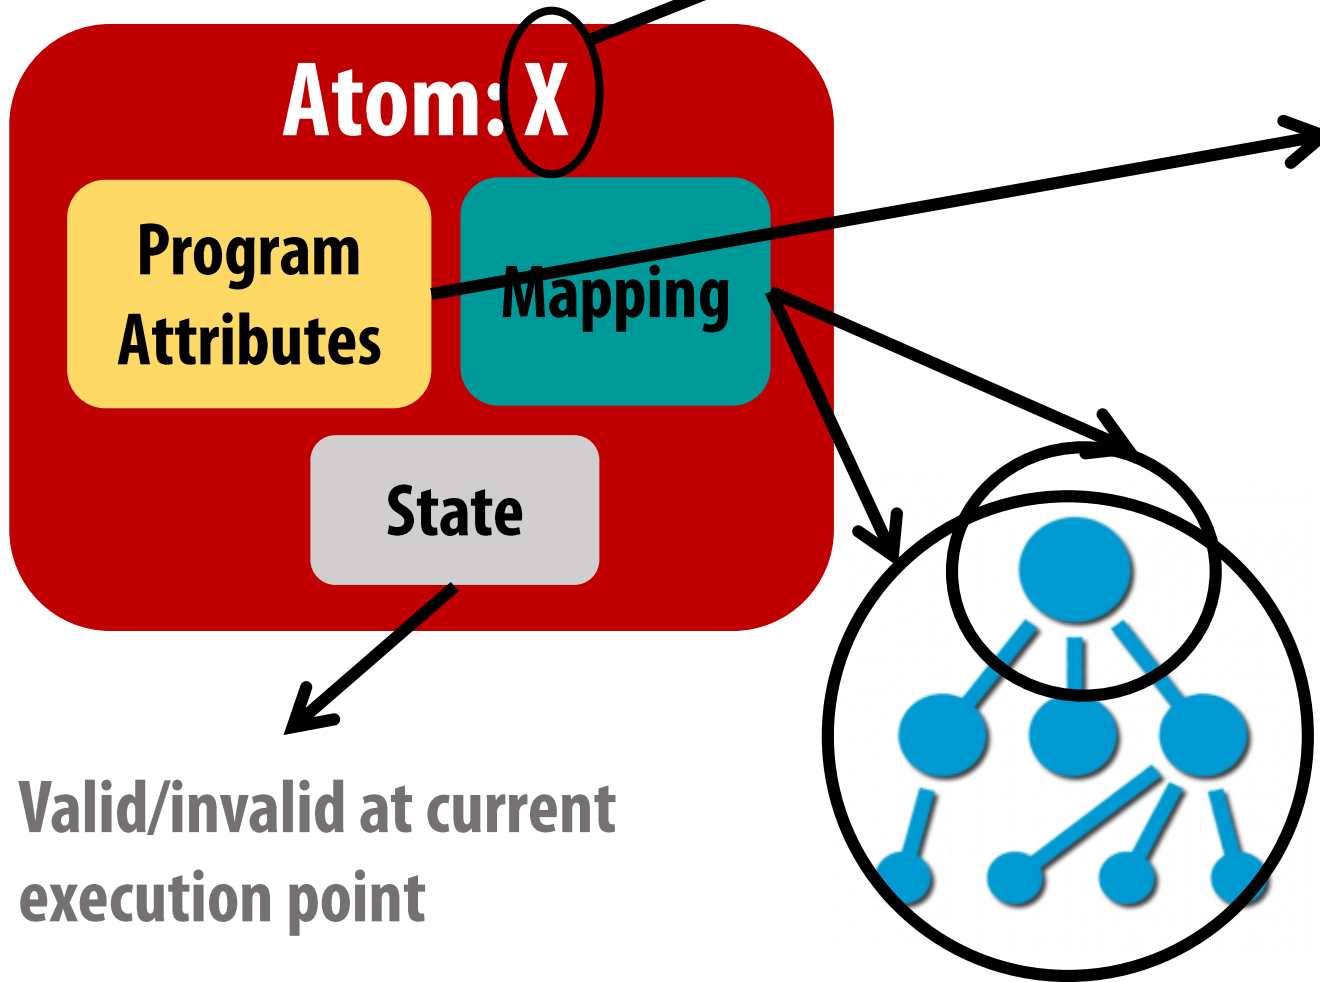 Atom: X
Program
Attributes
Mapping
State
Valid/invalid at current
execution point